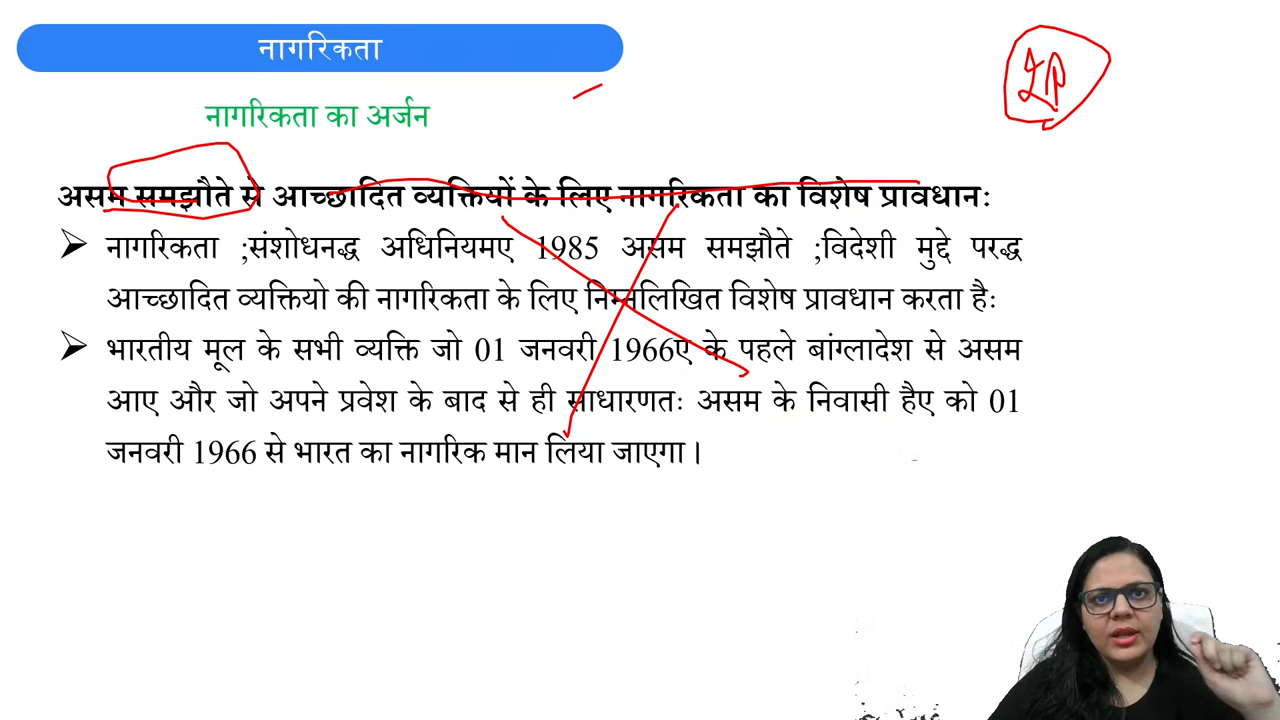 नागरिकता
नागरिकता का अर्जन
असम समझौते से आच्छादित व्यक्तियों के लिए नागरिकता का विशेष प्रावधानः
➢ नागरिकता ;संशोधनद्ध अधिनियमए 1985 असम समझौते ;विदेशी मुद्दे परद्ध
आच्छादित व्यक्तियो की नागरिकता के लिए निम्नलिखित विशेष प्रावधान करता हैः
➢ भारतीय मूल के सभी व्यक्ति जो 01 जनवरी 1966ए के पहले बांग्लादेश से असम
आए और जो अपने प्रवेश के बाद से ही साधारणतः असम के निवासी हैए को 01
जनवरी 1966 से भारत का नागरिक मान लिया जाएगा।